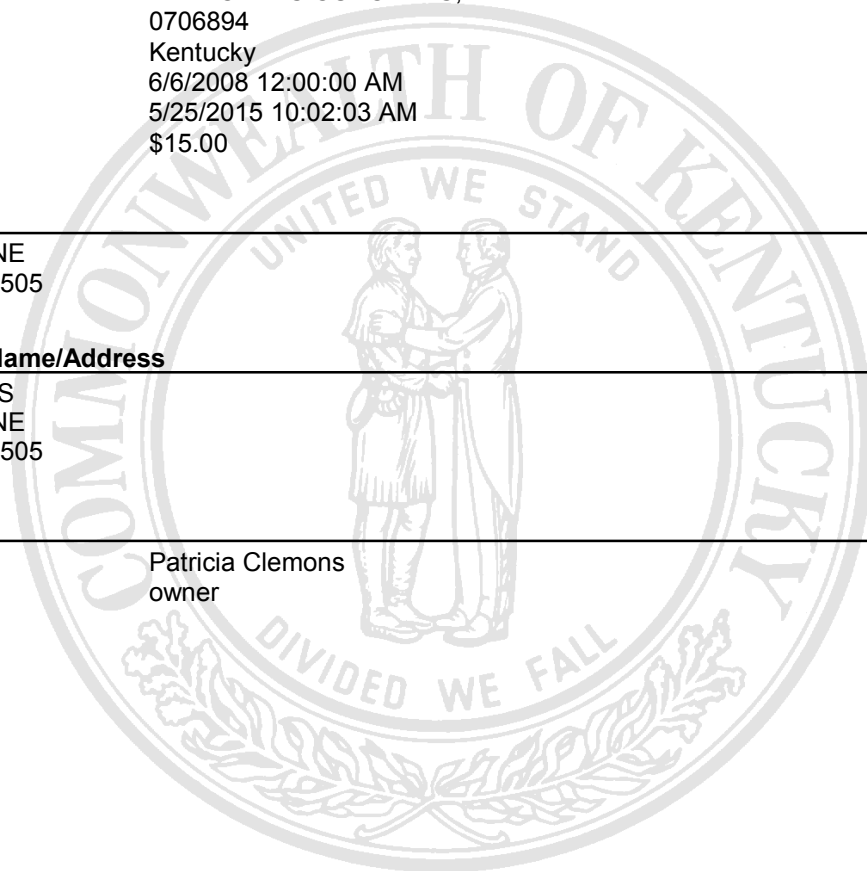 0706894
Kentucky
6/6/2008 12:00:00 AM
5/25/2015 10:02:03 AM
$15.00
COMMONWEALTH OF KENTUCKY
UNITED WE STAND
NE
505
Name/Address
S
NE
505
Patricia Clemons
owner
DIVIDED WE FALL